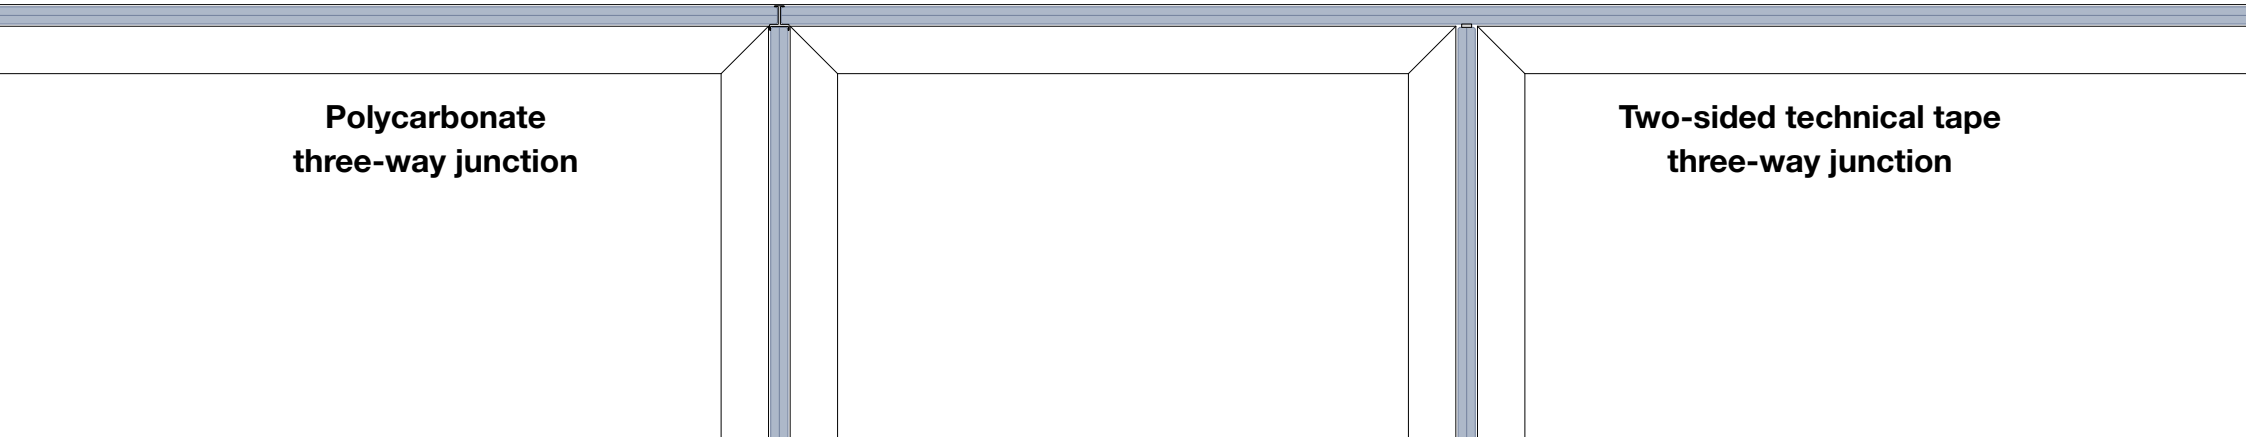 Polycarbonate
three-way junction
Two-sided technical tape
three-way junction